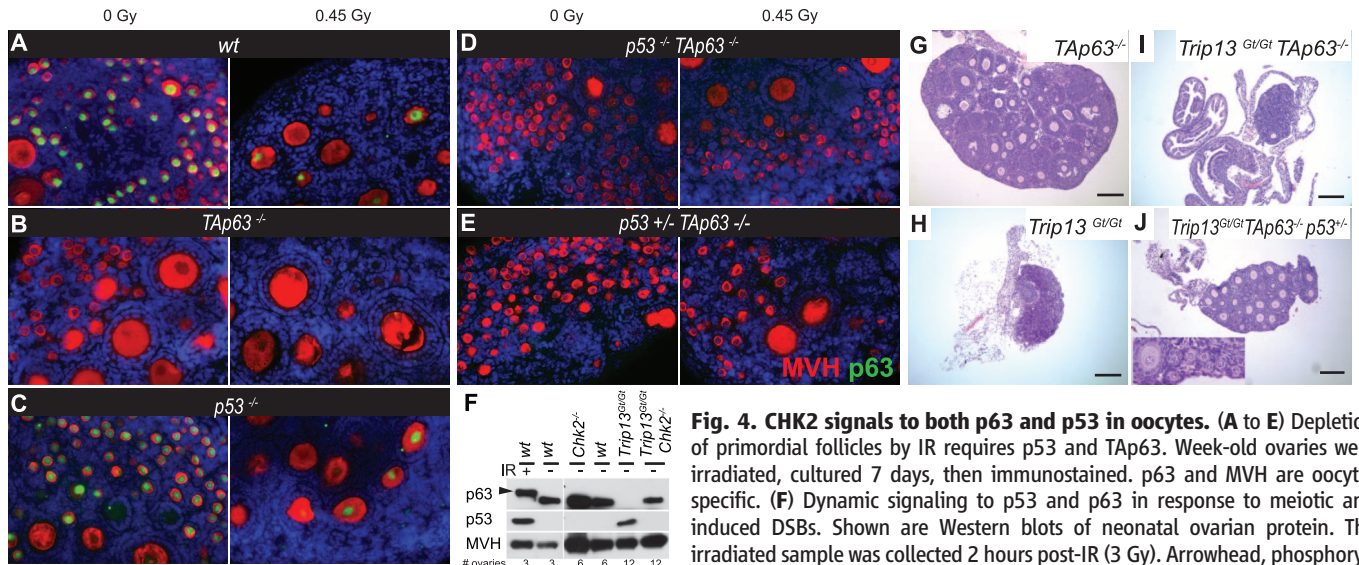 0 Gy 0.45 Gy 0 Gy 0.45 Gy
A wt
B TAp63 -/-
C p53 -/-
D p53 -/- TAp63 -/-
E p53 +/- TAp63 -/-
MVH p63
F
wt wt Chk2-/- wt Trip13Gt/Gt Trip13Gt/Gt Chk2-/-
IR + - - - - -
p63
p53
MVH
# ovaries 3 3 6 6 12 12
G TAp63-/-
I Trip13 Gt/Gt TAp63-/-
H Trip13 Gt/Gt
J Trip13Gt/Gt TAp63-/- p53+/-
Fig. 4. CHK2 signals to both p63 and p53 in oocytes. (A to E) Depletic
of primordial follicles by IR requires p53 and TAp63. Week-old ovaries we
irradiated, cultured 7 days, then immunostained. p63 and MVH are oocyt
specific. (F) Dynamic signaling to p53 and p63 in response to meiotic an
induced DSBs. Shown are Western blots of neonatal ovarian protein. Th
irradiated sample was collected 2 hours post-IR (3 Gy). Arrowhead, phosphory